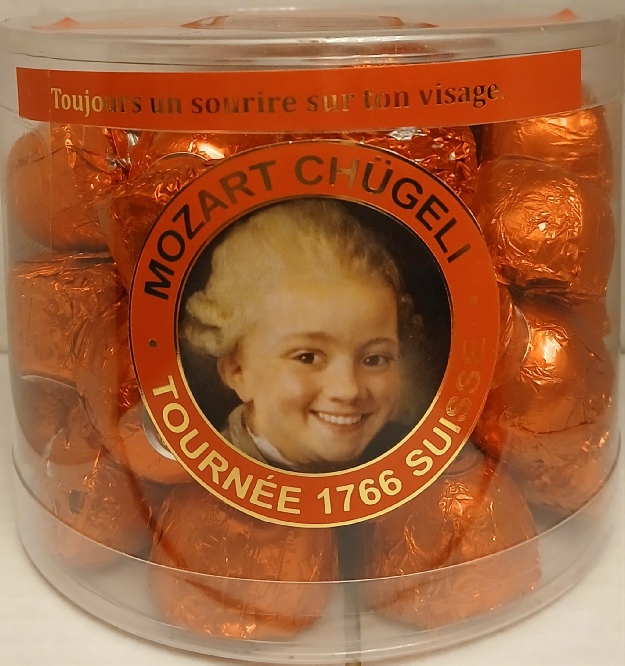 Toujours un sourire sur ton visage.
MOZART CHÜGELI
TOURNÉE 1766 SUISSE